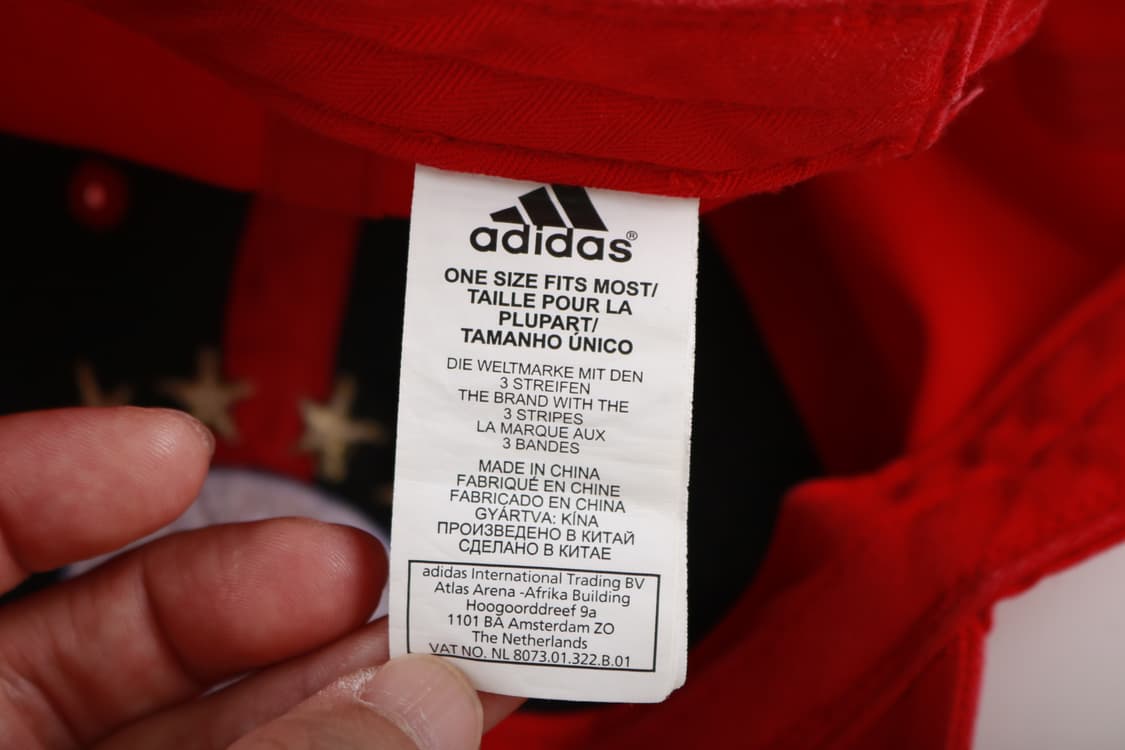 adidas®
ONE SIZE FITS MOST/
TAILLE POUR LA
PLUPART/
TAMANHO ÚNICO
DIE WELTMARKE MIT DEN
3 STREIFEN
THE BRAND WITH THE
3 STRIPES
LA MARQUE AUX
3 BANDES
MADE IN CHINA
FABRIQUÉ EN CHINE
FABRICADO EN CHINA
GYÁRTVA: KÍNA
ПРОИЗВЕДЕНО В КИТАЙ
СДЕЛАНО В КИТАЕ
adidas International Trading BV
Atlas Arena -Afrika Building
Hoogoorddreef 9a
1101 BA Amsterdam ZO
The Netherlands
VAT NO. NL 8073.01.322.B.01